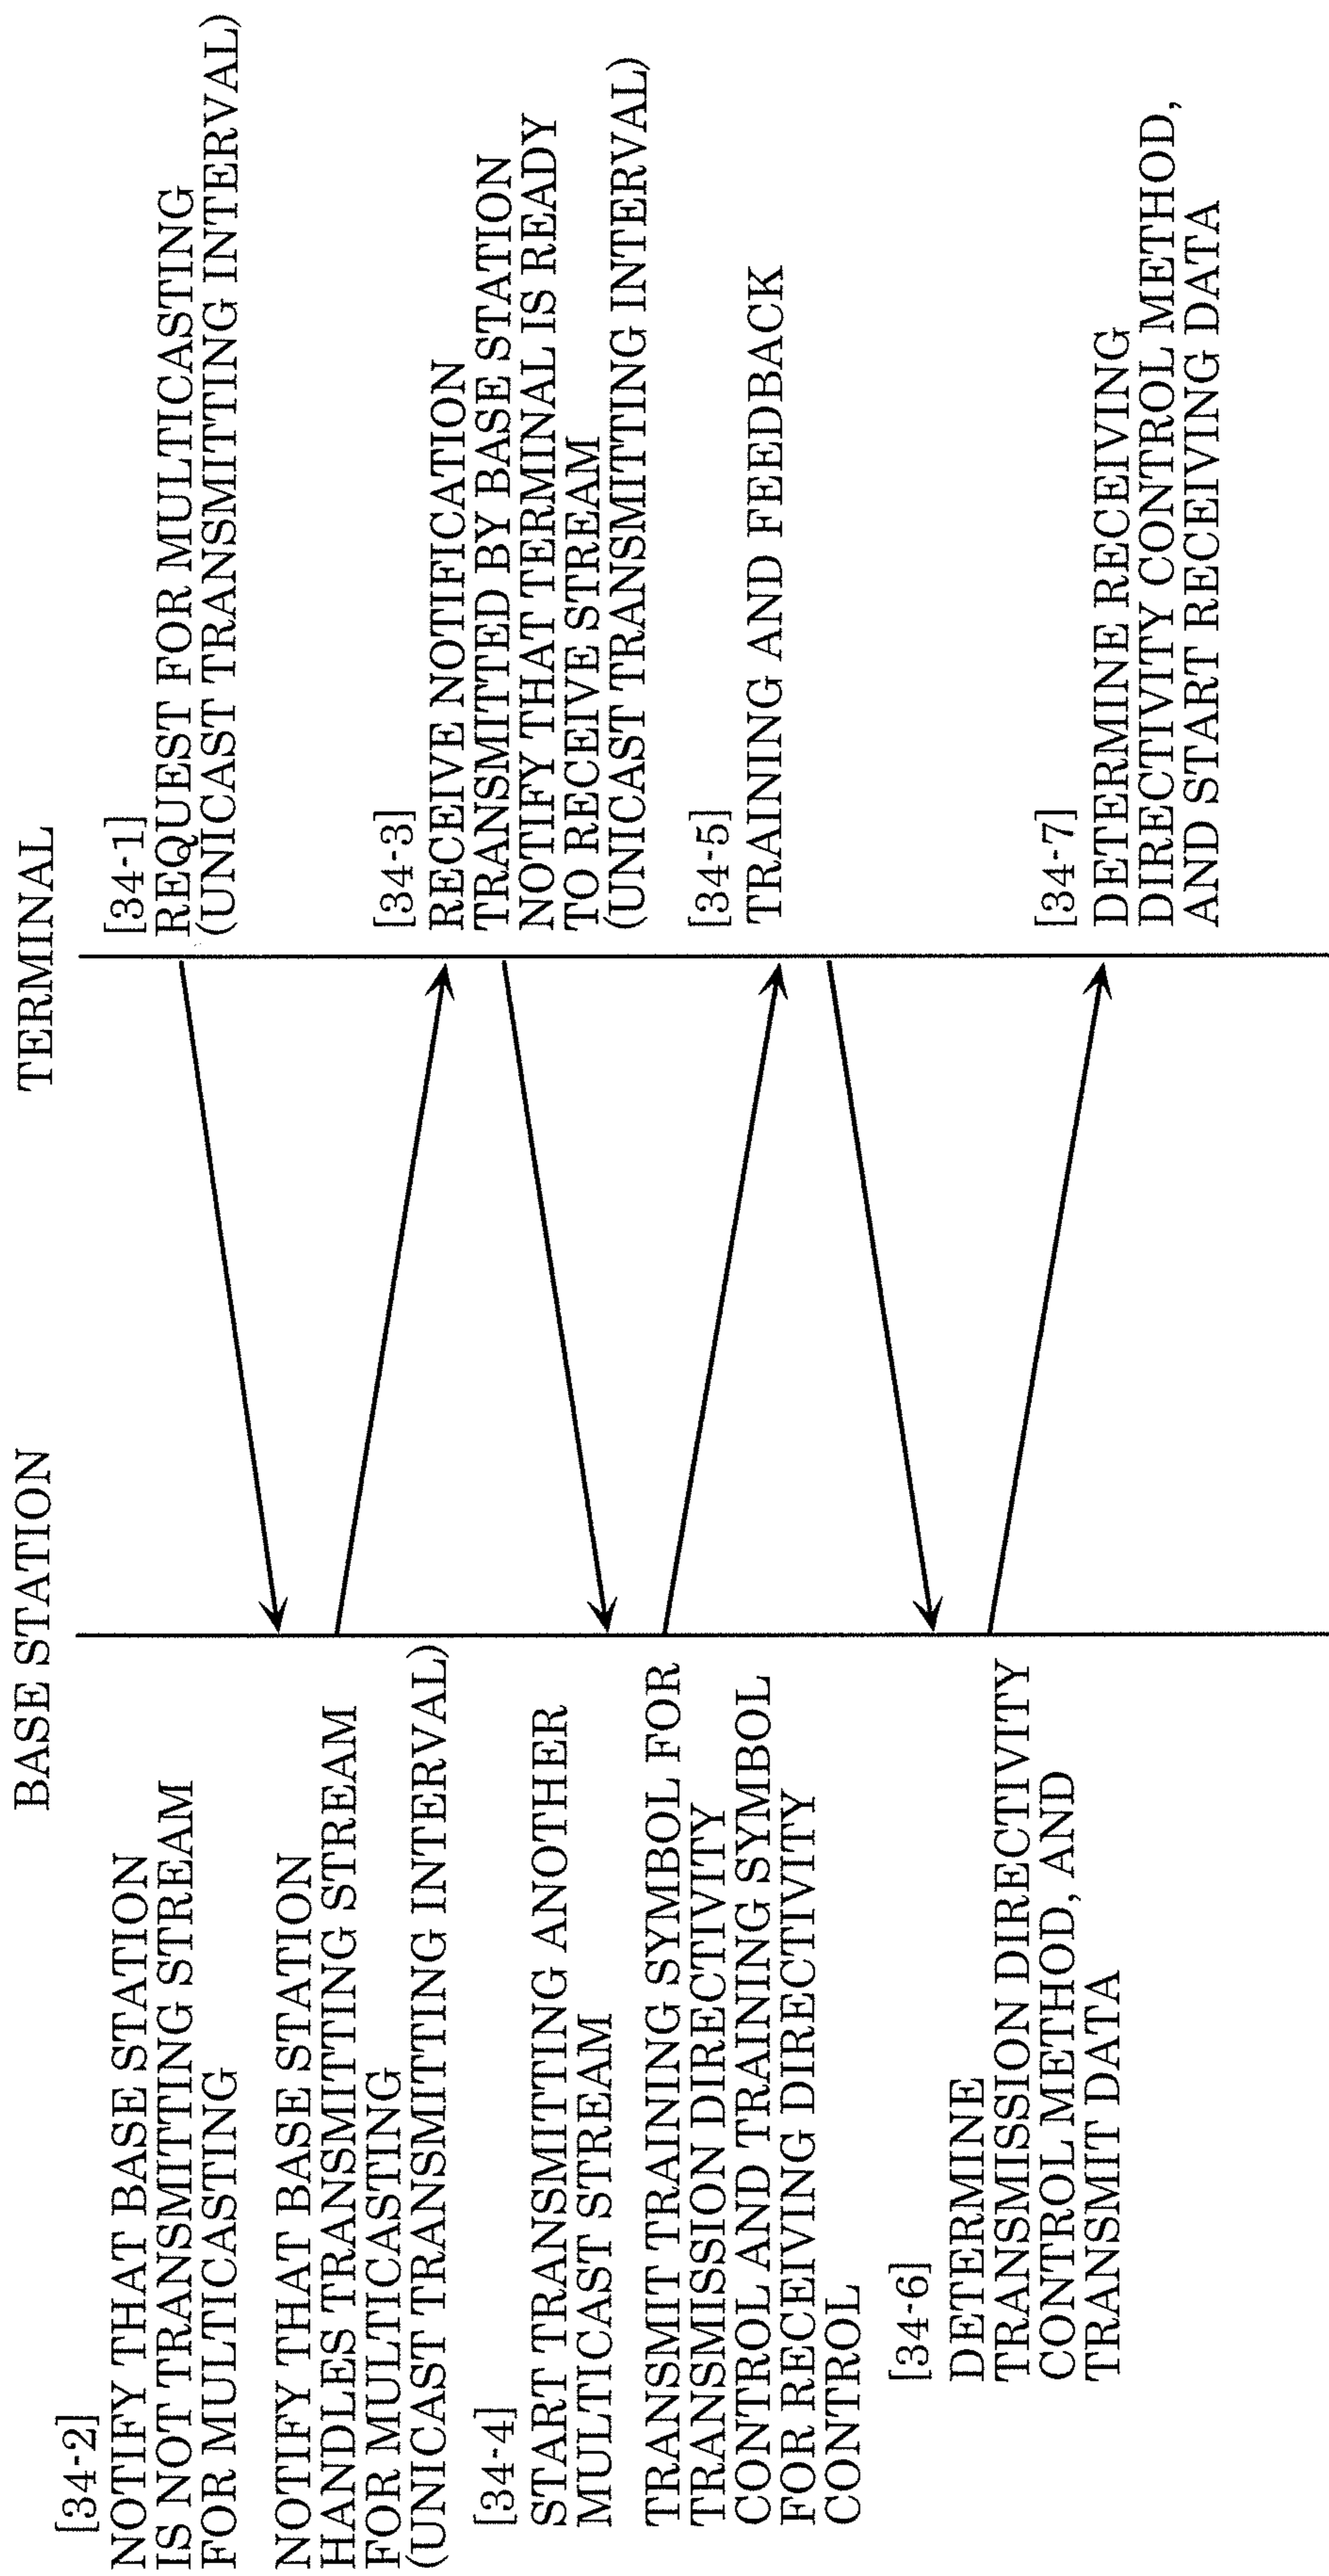 BASE STATION
TERMINAL
[34-1]
REQUEST FOR MULTICASTING
(UNICAST TRANSMITTING INTERVAL)
[34-2]
NOTIFY THAT BASE STATION
IS NOT TRANSMITTING STREAM
FOR MULTICASTING
NOTIFY THAT BASE STATION
HANDLES TRANSMITTING STREAM
FOR MULTICASTING
(UNICAST TRANSMITTING INTERVAL)
[34-3]
RECEIVE NOTIFICATION
TRANSMITTED BY BASE STATION
NOTIFY THAT TERMINAL IS READY
TO RECEIVE STREAM
(UNICAST TRANSMITTING INTERVAL)
[34-4]
START TRANSMITTING ANOTHER
MULTICAST STREAM
TRANSMIT TRAINING SYMBOL FOR
TRANSMISSION DIRECTIVITY
CONTROL AND TRAINING SYMBOL
FOR RECEIVING DIRECTIVITY
CONTROL
[34-5]
TRAINING AND FEEDBACK
[34-6]
DETERMINE
TRANSMISSION DIRECTIVITY
CONTROL METHOD, AND
TRANSMIT DATA
[34-7]
DETERMINE RECEIVING
DIRECTIVITY CONTROL METHOD,
AND START RECEIVING DATA